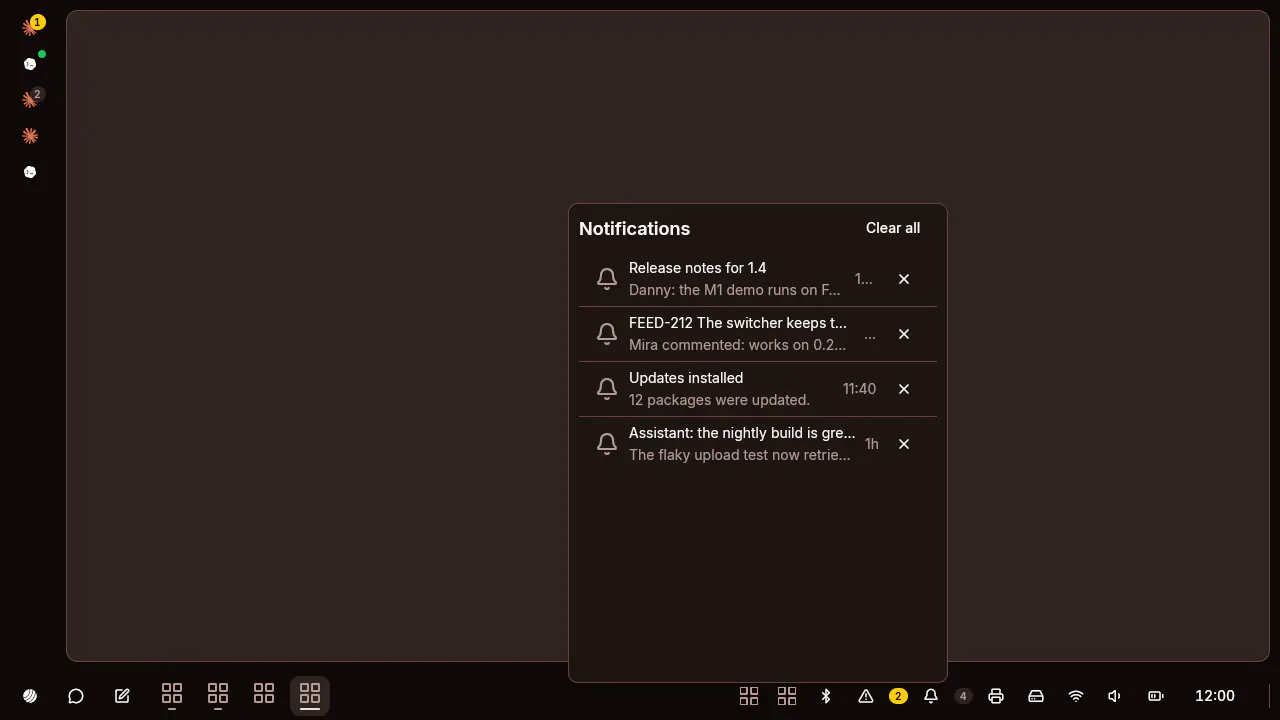 1
2
Notifications
Clear all
Release notes for 1.4
Danny: the M1 demo runs on F...
1...
FEED-212 The switcher keeps t...
Mira commented: works on 0.2...
...
Updates installed
12 packages were updated.
11:40
Assistant: the nightly build is gre...
The flaky upload test now retrie...
1h
2
4
12:00